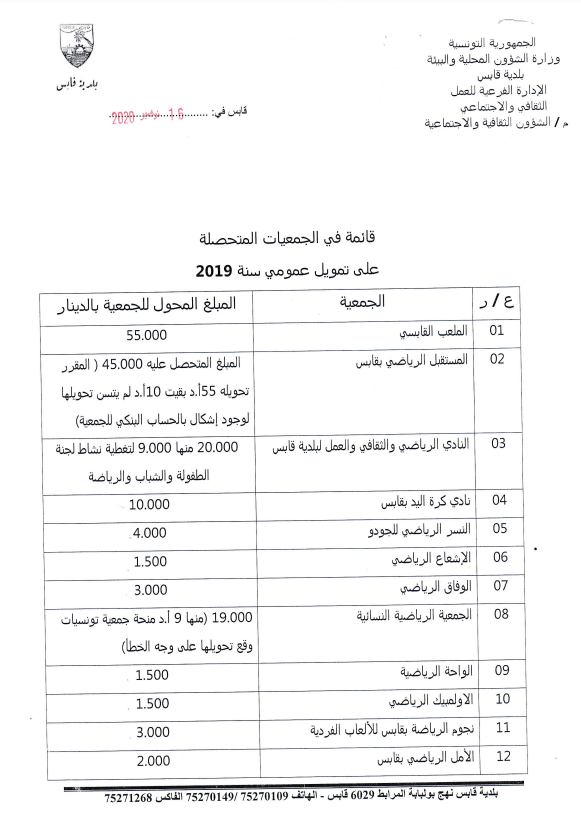 الجمهورية التونسية
وزارة الشؤون المحلية والبيئة
بلدية قابس
الإدارة الفرعية للعمل
الثقافي والاجتماعي
م / الشؤون الثقافية والاجتماعية
بلدية قابس
قابس في: 16 نوفمبر 2020
قائمة في الجمعيات المتحصلة
على تمويل عمومي سنة 2019
ع / ر الجمعية المبلغ المحول للجمعية بالدينار
01 الملعب القابسي 55.000
02 المستقبل الرياضي بقابس المبلغ المتحصل عليه 45.000 ( المقرر
تحويله 55أ.د بقيت 10أ.د لم يتسن تحويلها
لوجود إشكال بالحساب البنكي للجمعية)
03 النادي الرياضي والثقافي والعمل لبلدية قابس 20.000 منها 9.000 لتغطية نشاط لجنة
الطفولة والشباب والرياضة
04 نادي كرة اليد بقابس 10.000
05 النسر الرياضي للجودو 4.000
06 الإشعاع الرياضي 1.500
07 الوفاق الرياضي 3.000
08 الجمعية الرياضية النسائية 19.000 (منها 9 أ.د منحة جمعية تونسيات
وقع تحويلها على وجه الخطأ)
09 الواحة الرياضية 1.500
10 الاولمبيك الرياضي 1.500
11 نجوم الرياضة بقابس للألعاب الفردية 3.000
12 الأمل الرياضي بقابس 2.000
بلدية قابس نهج بولبابة المرابط 6029 قابس - الهاتف 75270109 /75270149 الفاكس 75271268